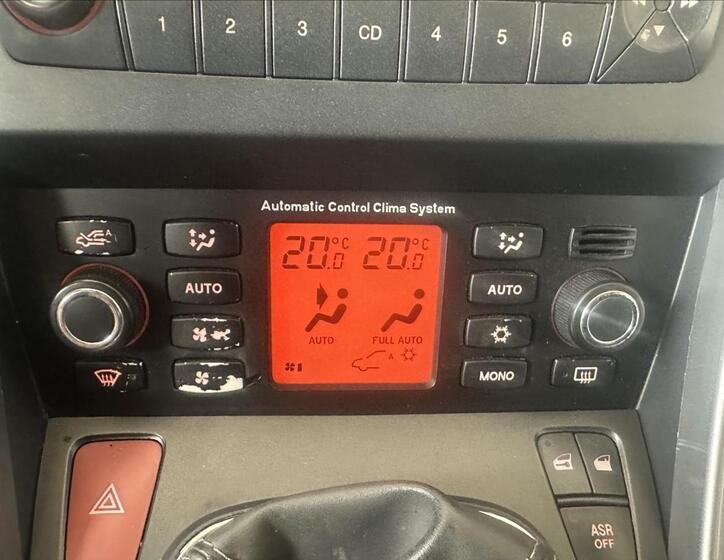 1 2 3 CD 4 5 6
Automatic Control Clima System
20.0°C 20.0°C
A
AUTO
AUTO
AUTO FULL AUTO
A
MONO
ASR
OFF